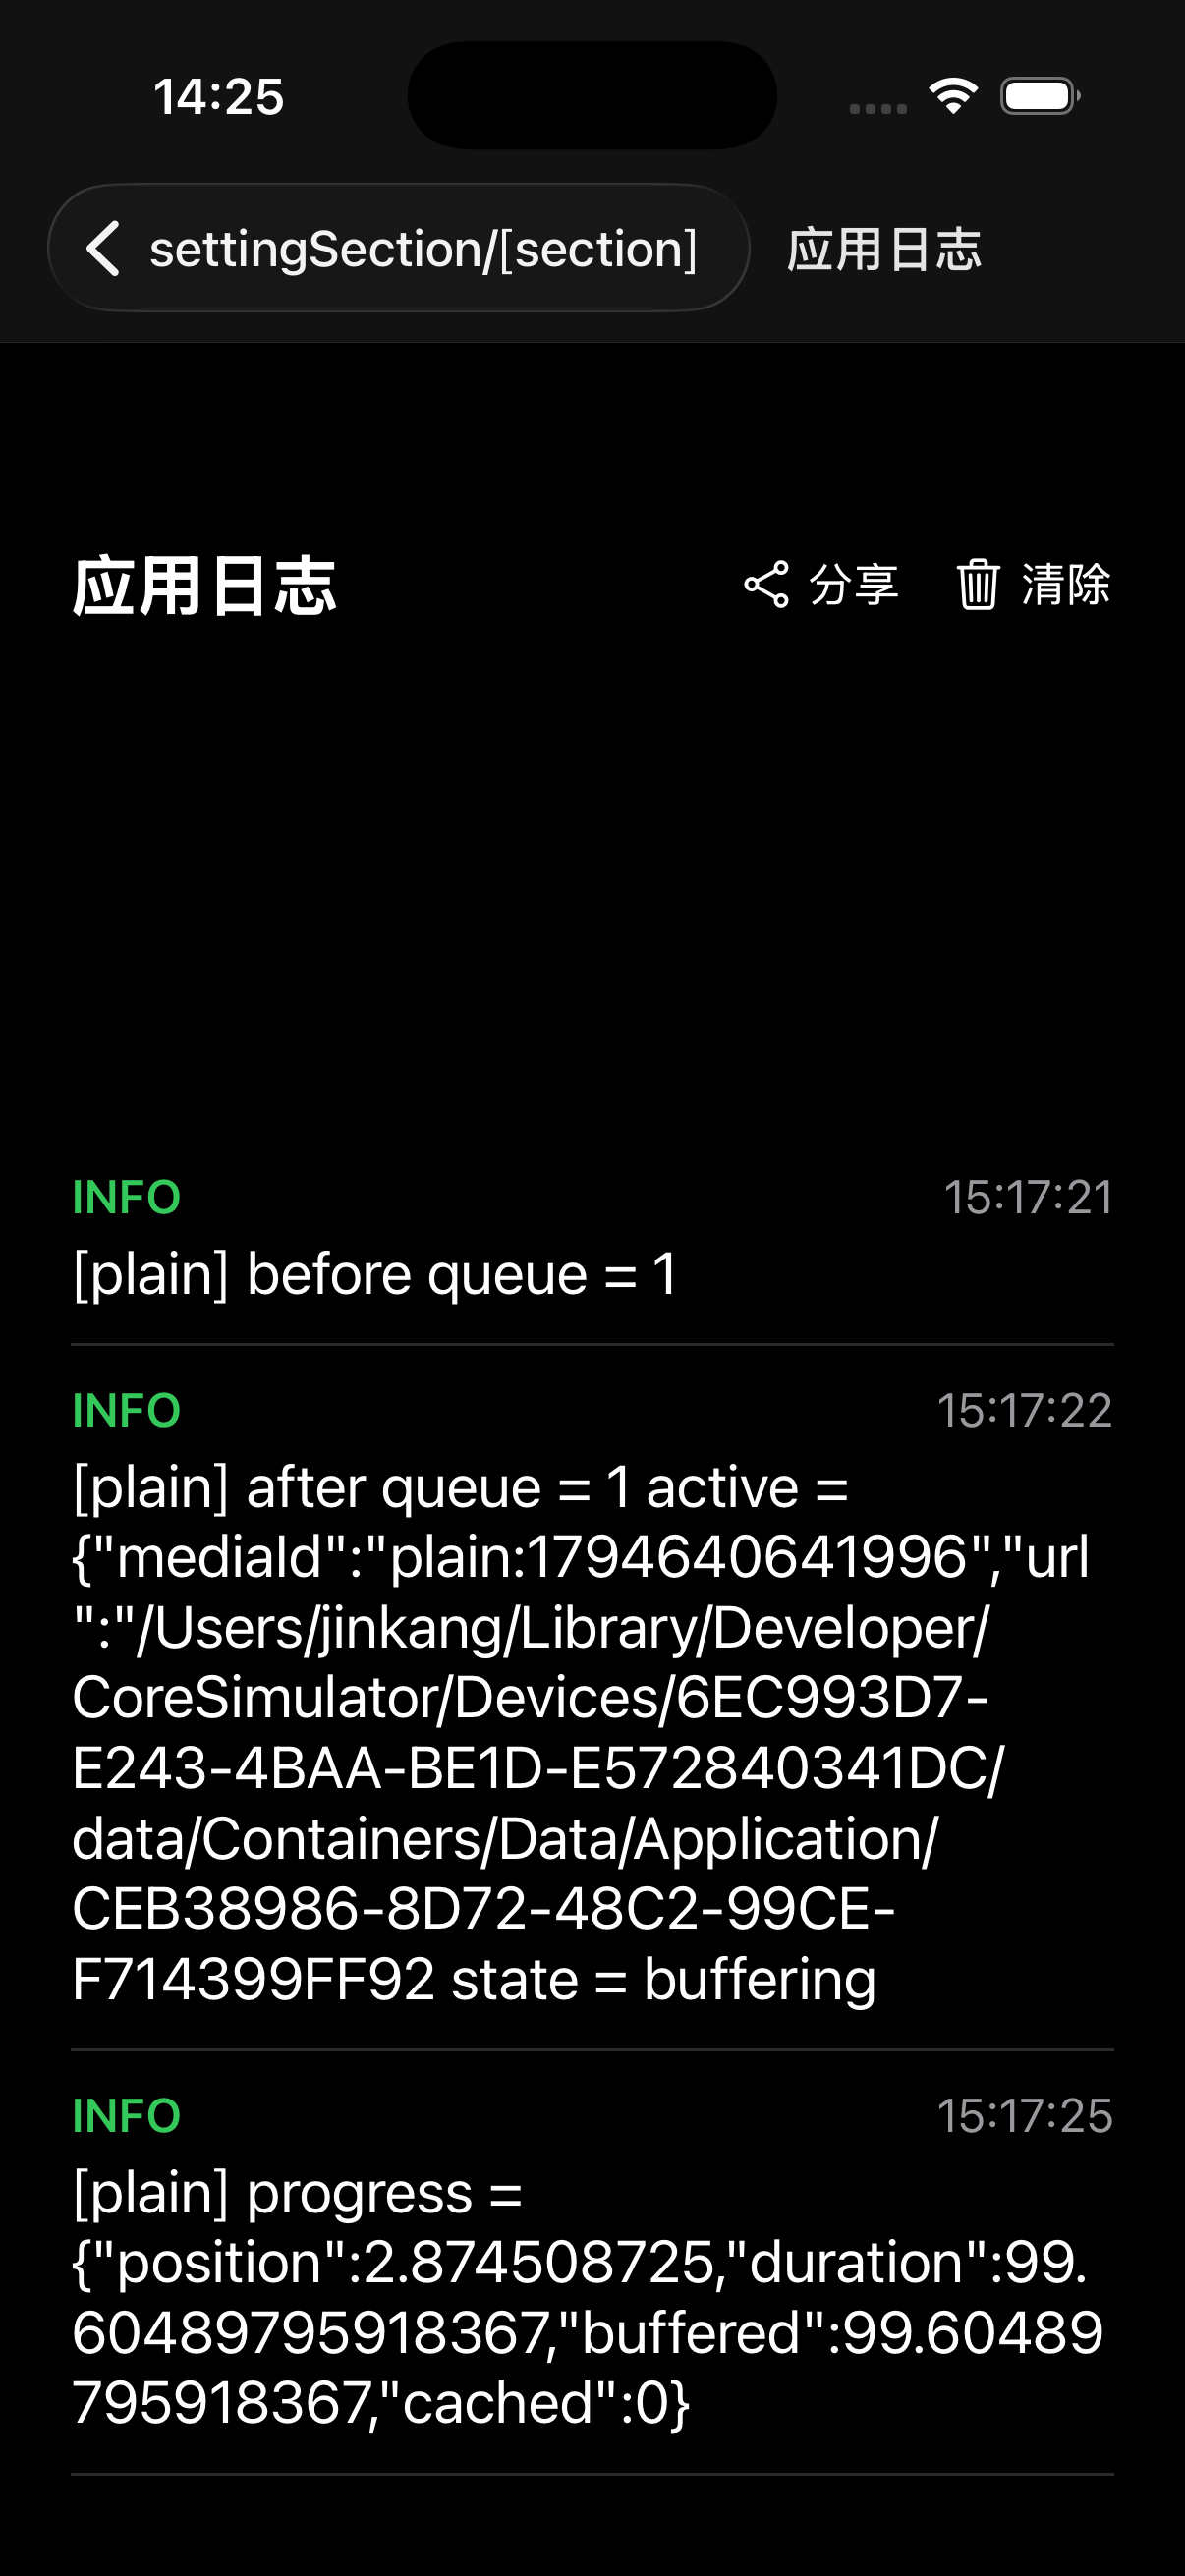 14:25
settingSection/[section]
应用日志
应用日志
分享
清除
INFO
15:17:21
[plain] before queue = 1
INFO
15:17:22
[plain] after queue = 1 active =
{"mediaId":"plain:1794640641996","url
":"/Users/jinkang/Library/Developer/
CoreSimulator/Devices/6EC993D7-
E243-4BAA-BE1D-E572840341DC/
data/Containers/Data/Application/
CEB38986-8D72-48C2-99CE-
F714399FF92 state = buffering
INFO
15:17:25
[plain] progress =
{"position":2.874508725,"duration":99.
604897959​18367,"buffered":99.60489
795918367,"cached":0}